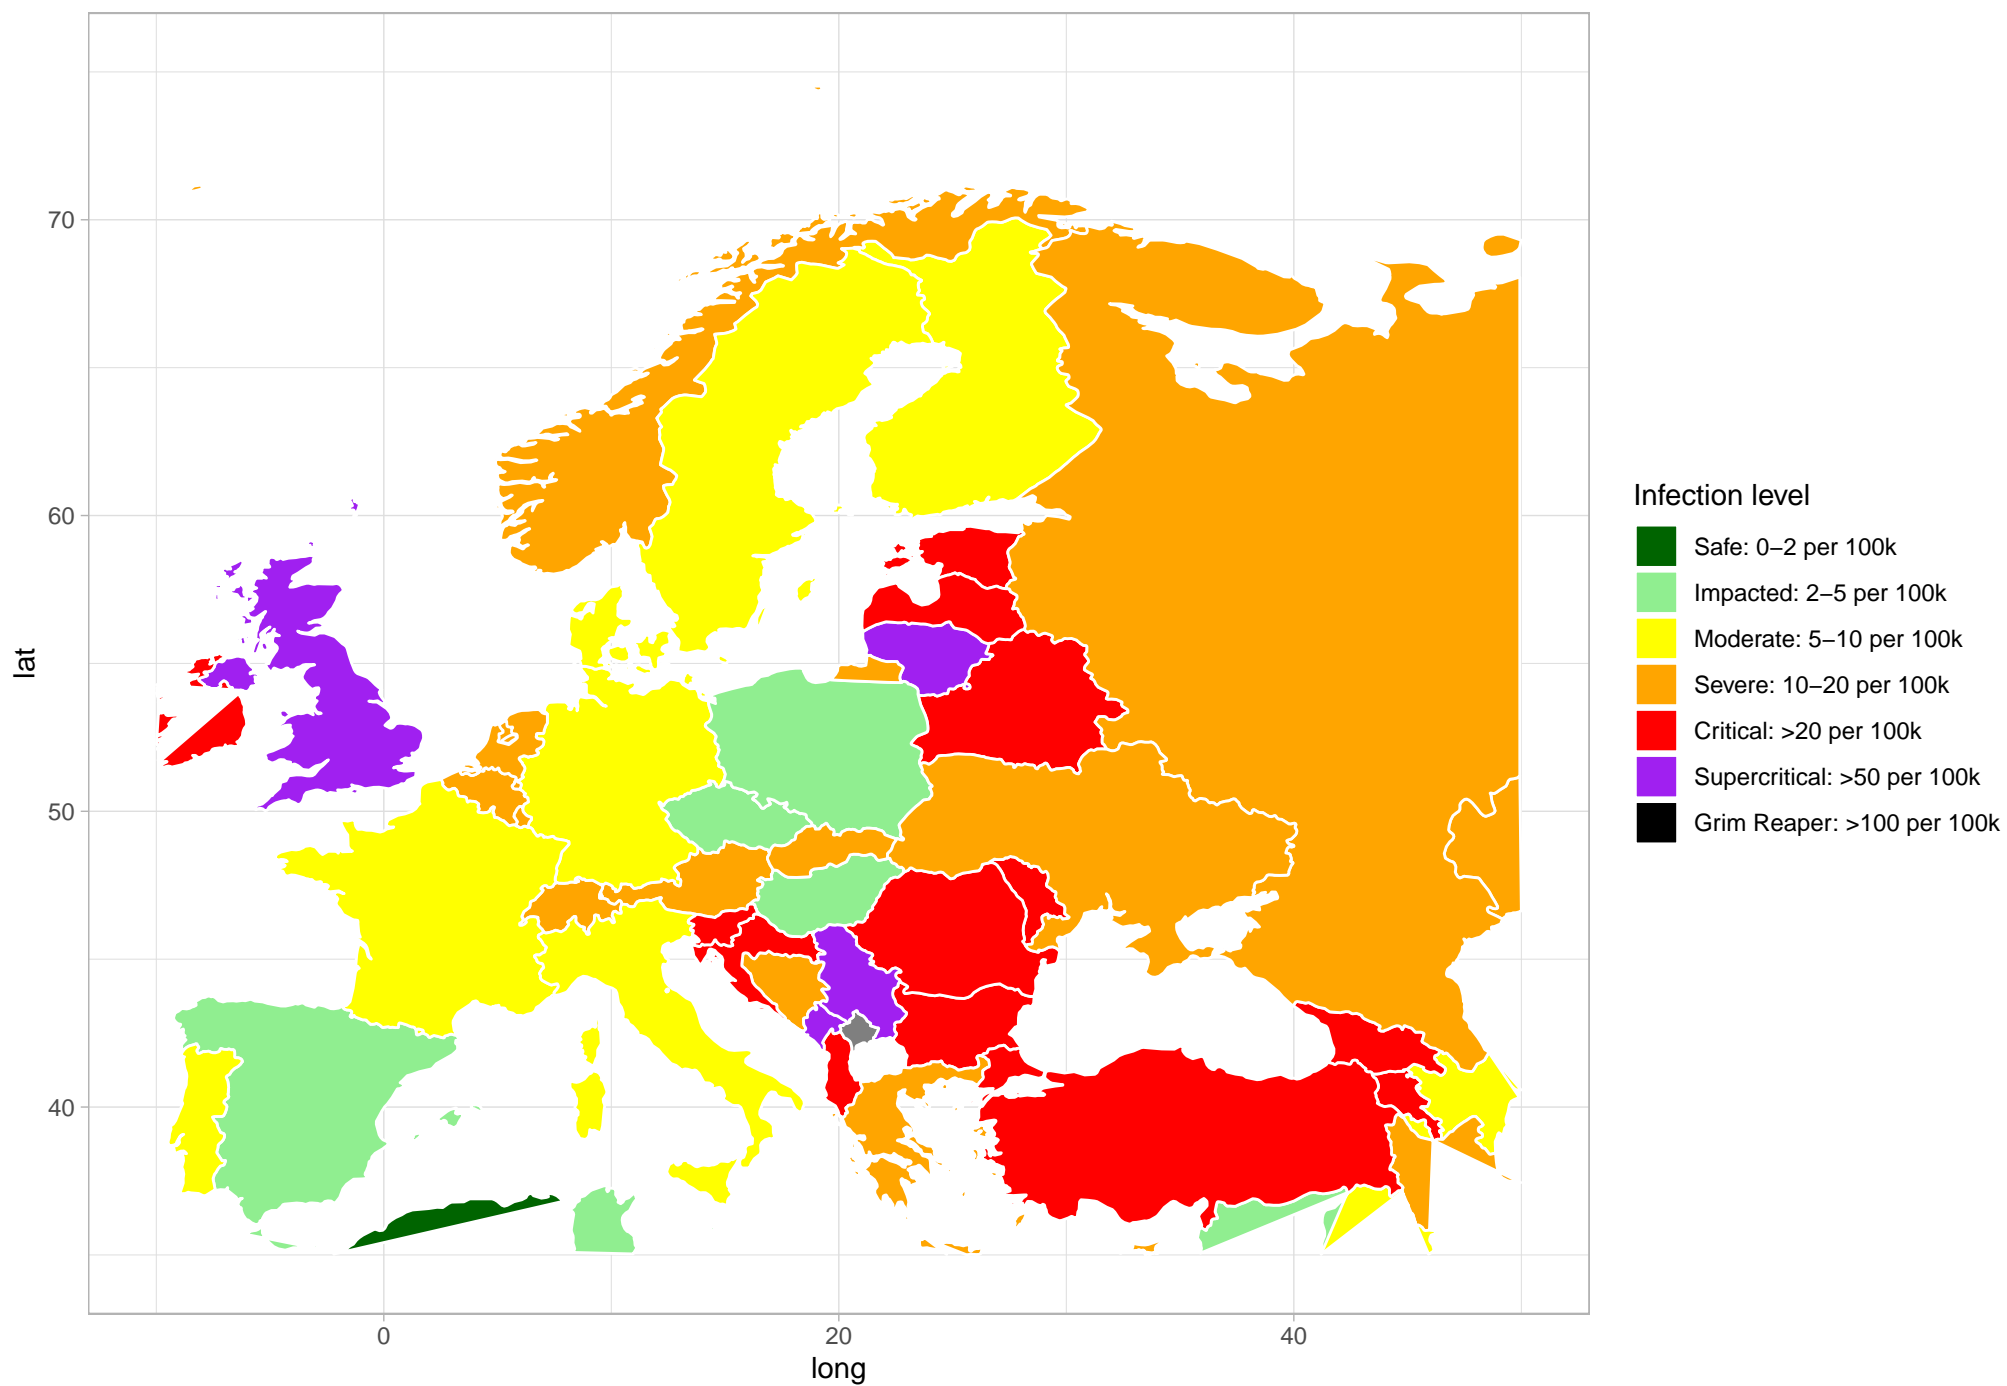 70
60
50
40
lat
0
20
40
long
Infection level
Safe: 0−2 per 100k
Impacted: 2−5 per 100k
Moderate: 5−10 per 100k
Severe: 10−20 per 100k
Critical: >20 per 100k
Supercritical: >50 per 100k
Grim Reaper: >100 per 100k